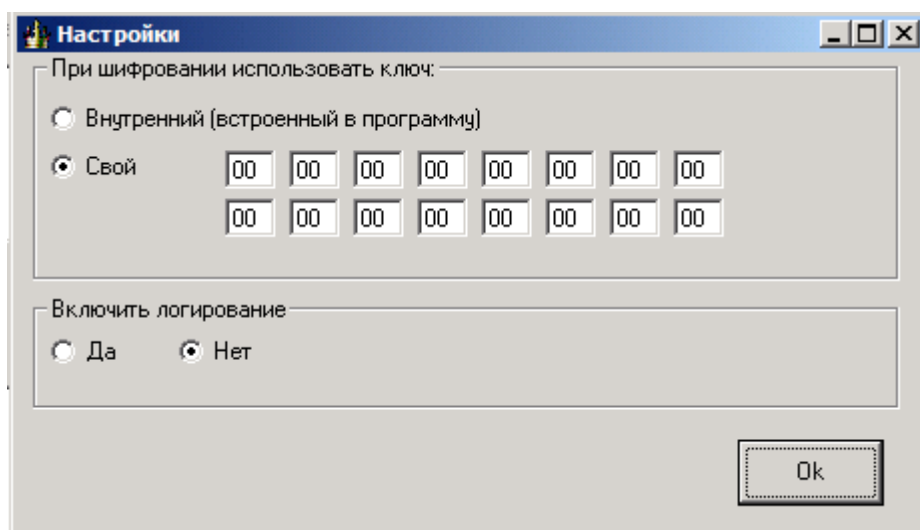 Настройки
При шифровании использовать ключ:
Внутренний (встроенный в программу)
Свой 00 00 00 00 00 00 00 00
00 00 00 00 00 00 00 00
Включить логирование
Да Нет
Ok